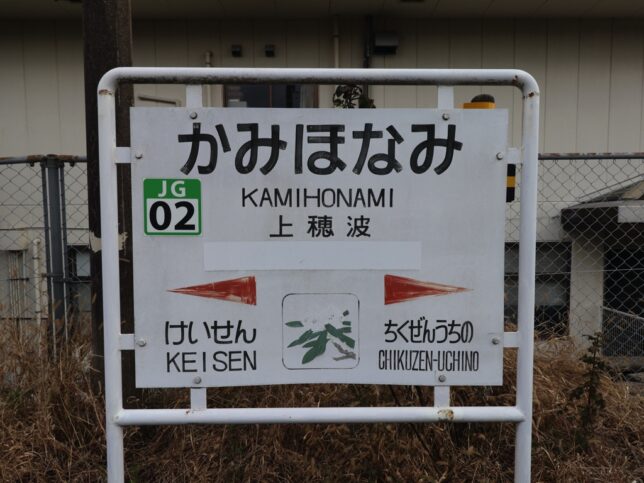 かみほなみ
JG
02
KAMIHONAMI
上穂波
けいせん
KEISEN
ちくぜんうちの
CHIKUZEN-UCHINO